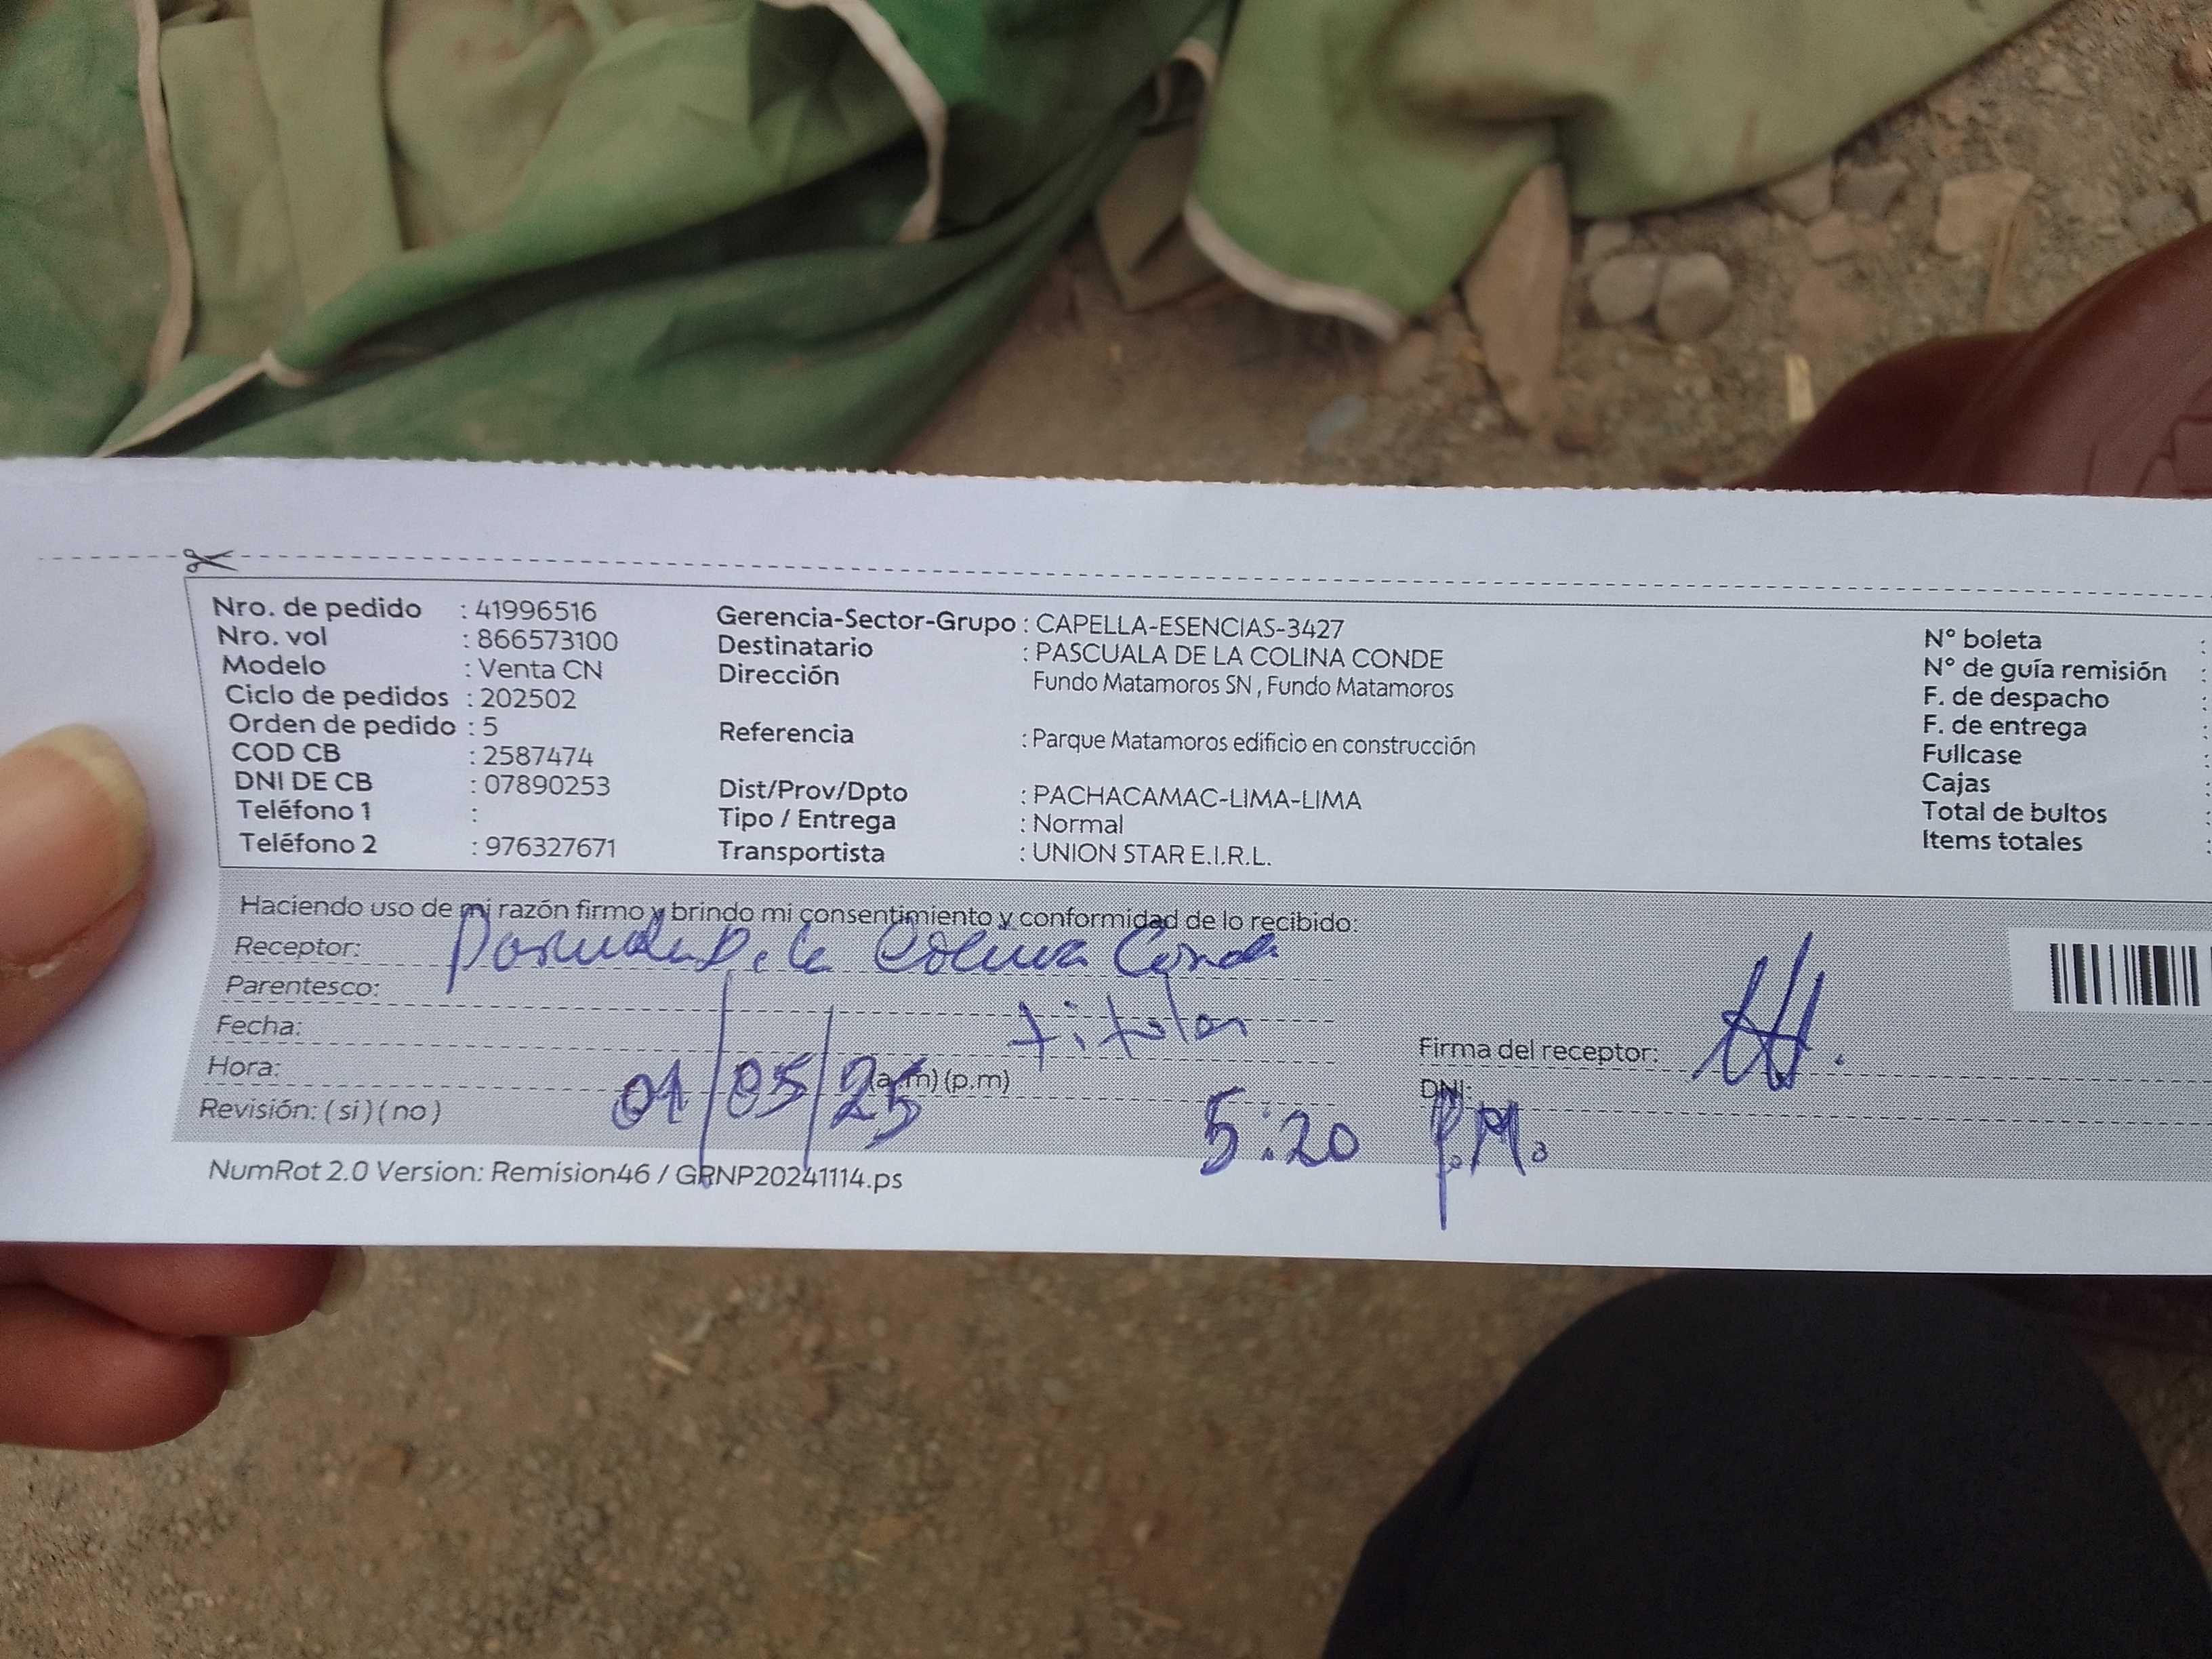 Nro. de pedido : 41996516
Nro. vol : 866573100
Modelo : Venta CN
Ciclo de pedidos : 202502
Orden de pedido : 5
COD CB : 2587474
DNI DE CB : 07890253
Teléfono 1 :
Teléfono 2 : 976327671
Gerencia-Sector-Grupo : CAPELLA-ESENCIAS-3427
Destinatario : PASCUALA DE LA COLINA CONDE
Dirección Fundo Matamoros SN , Fundo Matamoros
Referencia : Parque Matamoros edificio en construcción
Dist/Prov/Dpto : PACHACAMAC-LIMA-LIMA
Tipo / Entrega : Normal
Transportista : UNION STAR E.I.R.L.
N° boleta :
N° de guía remisión :
F. de despacho :
F. de entrega :
Fullcase :
Cajas :
Total de bultos :
Items totales :
Haciendo uso de mi razón firmo y brindo mi consentimiento y conformidad de lo recibido:
Receptor: Pascuala D. la Colina Conde
Parentesco: titular
Fecha: 01/05/25
Hora: (a.m) (p.m) 5:20 P.M.
Revisión: ( si ) ( no )
Firma del receptor:
DNI:
NumRot 2.0 Version: Remision46 / GRNP20241114.ps